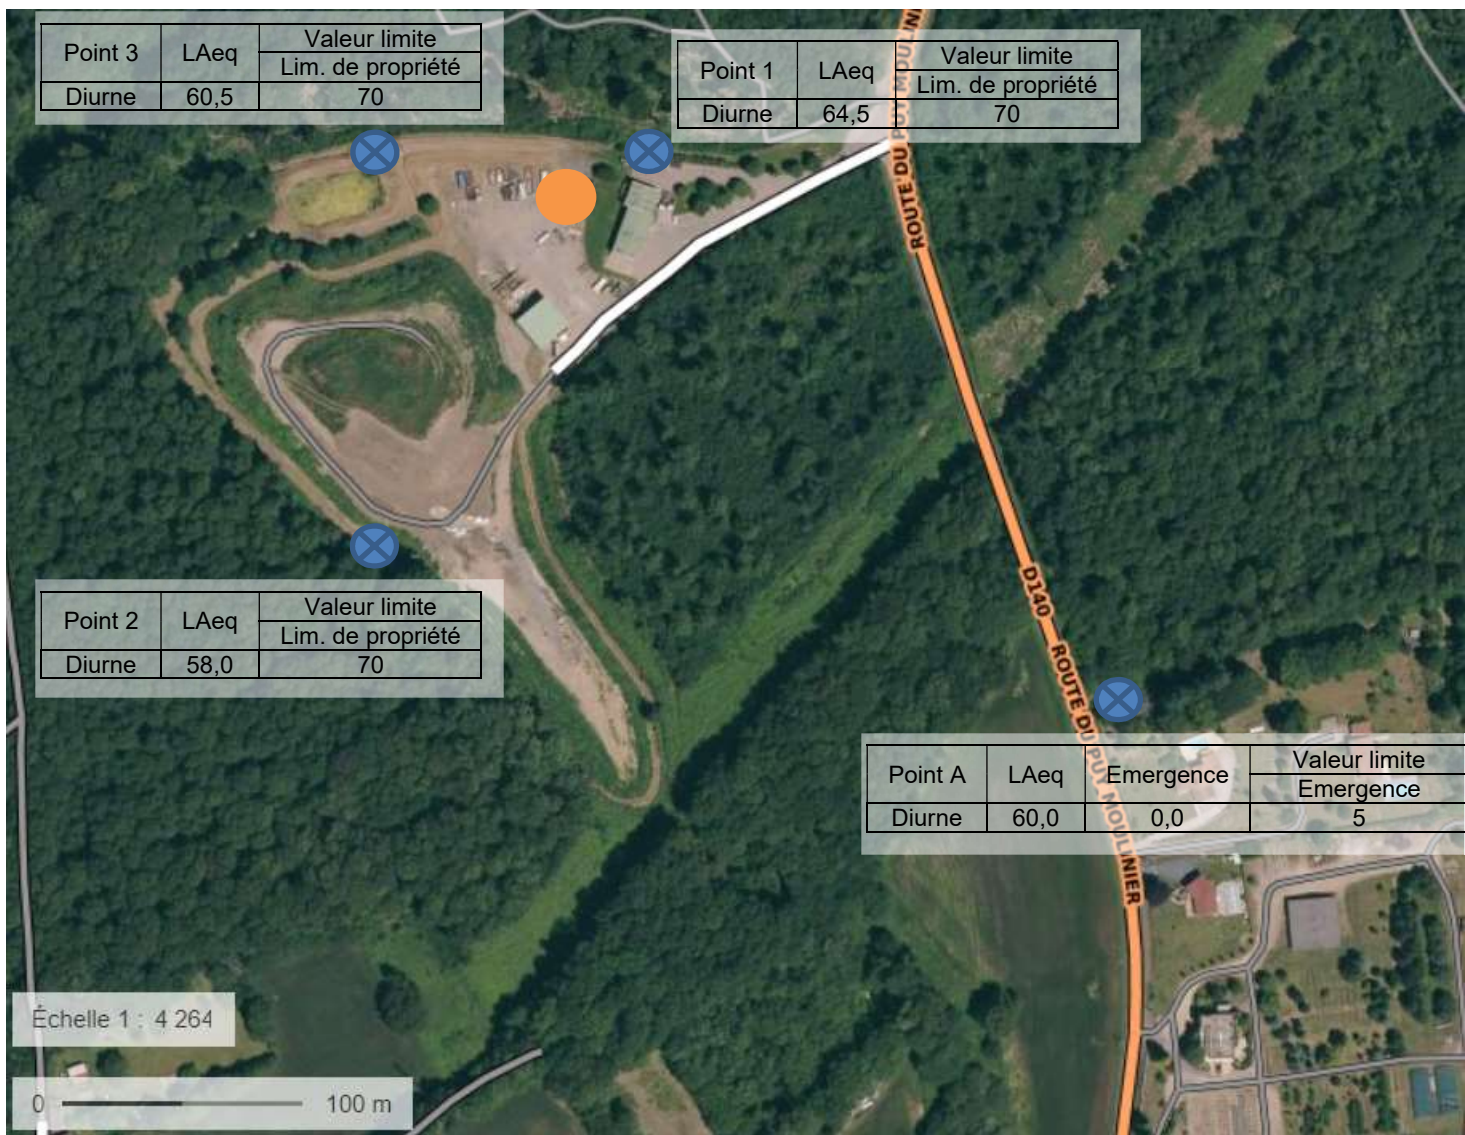 Point 3 LAeq Valeur limite
Lim. de propriété
Diurne 60,5 70
Point 1 LAeq Valeur limite
Lim. de propriété
Diurne 64,5 70
ROUTE DU PUY MOULINI
Point 2 LAeq Valeur limite
Lim. de propriété
Diurne 58,0 70
D140 ROUTE DU PUY MOULINIER
Point A LAeq Emergence Valeur limite
Emergence
Diurne 60,0 0,0 5
Échelle 1 : 4 264
0 100 m